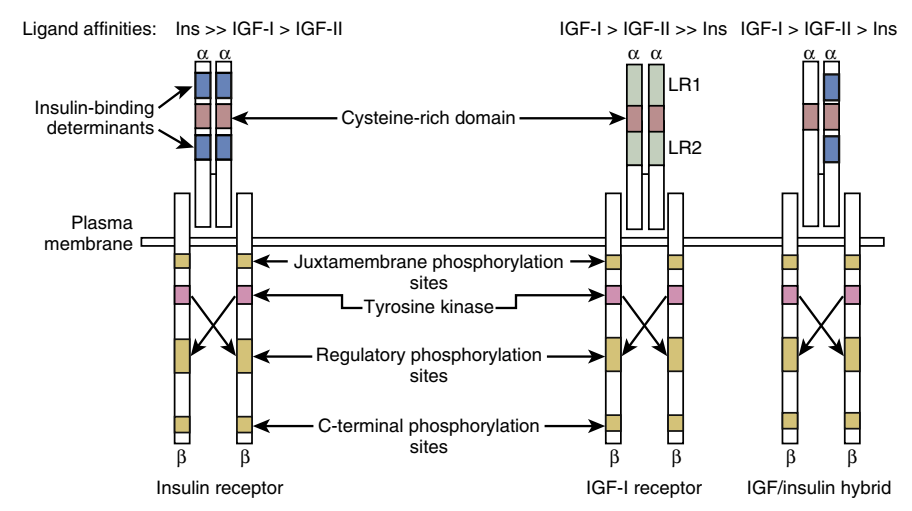 Ligand affinities: Ins >> IGF-I > IGF-II
IGF-I > IGF-II >> Ins
IGF-I > IGF-II > Ins
α α
α α
α α
Insulin-binding
determinants
Cysteine-rich domain
LR1
LR2
Plasma
membrane
Juxtamembrane phosphorylation
sites
Tyrosine kinase
Regulatory phosphorylation
sites
C-terminal phosphorylation
sites
β β
β β
β β
Insulin receptor
IGF-I receptor
IGF/insulin hybrid